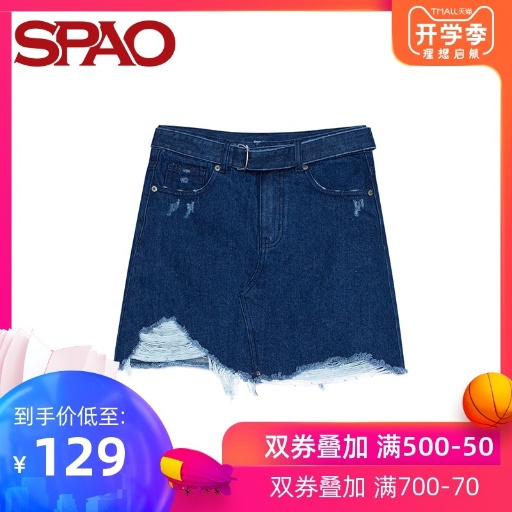 SPAO
TMALL天猫
开学季
理想启航
到手价低至:
¥129
双券叠加 满500-50
双券叠加 满700-70